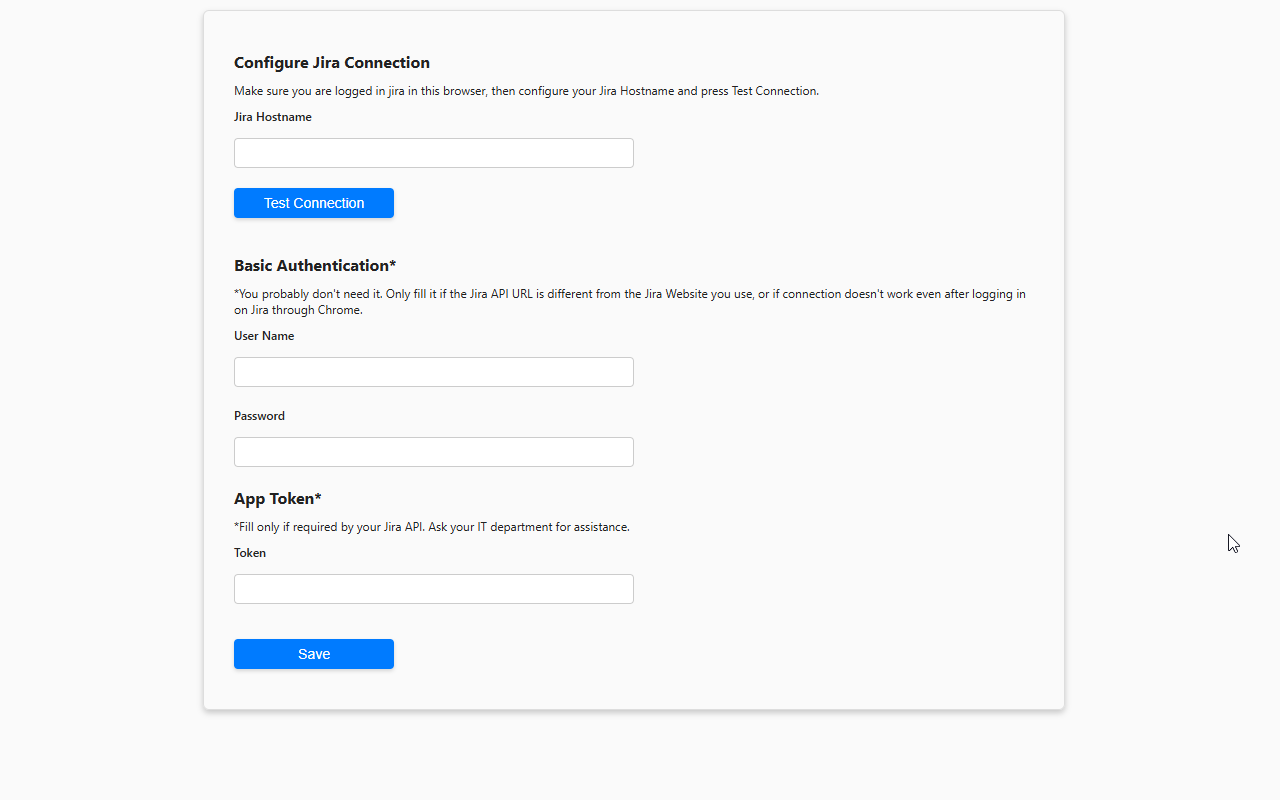 Configure Jira Connection
Make sure you are logged in jira in this browser, then configure your Jira Hostname and press Test Connection.
Jira Hostname
Test Connection
Basic Authentication*
*You probably don't need it. Only fill it if the Jira API URL is different from the Jira Website you use, or if connection doesn't work even after logging in
on Jira through Chrome.
User Name
Password
App Token*
*Fill only if required by your Jira API. Ask your IT department for assistance.
Token
Save